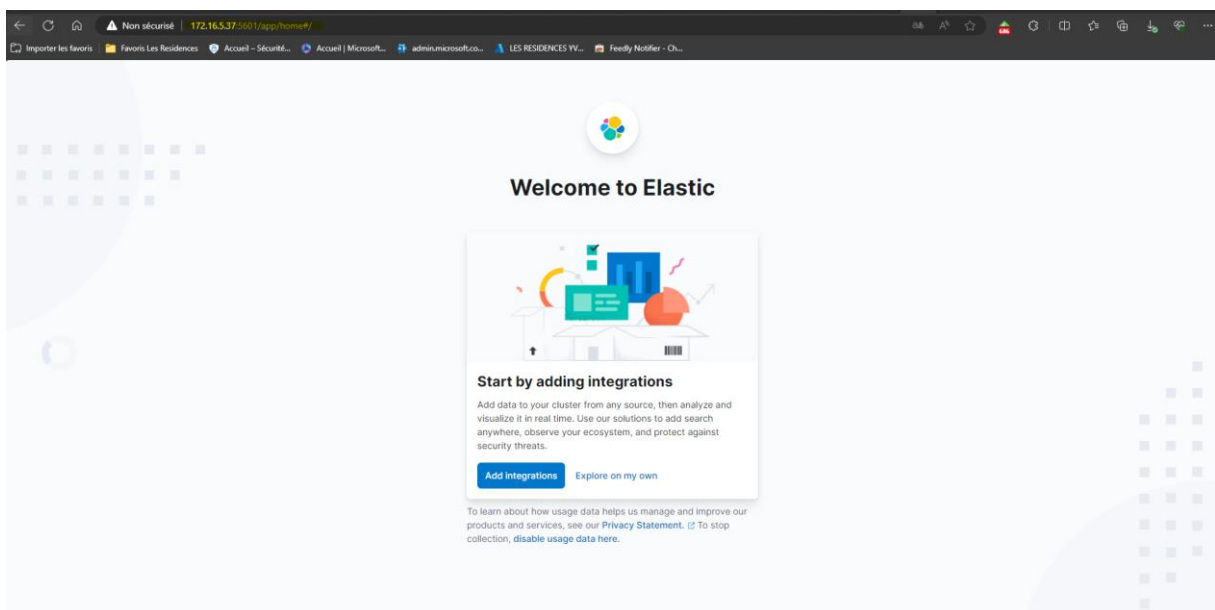 Non sécurisé | 172.16.5.37:5601/app/home#/
Importer les favoris Favoris Les Residences Accueil – Sécurité... Accueil | Microsoft... admin.microsoft.co... LES RESIDENCES YV... Feedly Notifier - Ch...
Welcome to Elastic
Start by adding integrations
Add data to your cluster from any source, then analyze and
visualize it in real time. Use our solutions to add search
anywhere, observe your ecosystem, and protect against
security threats.
Add integrations Explore on my own
To learn about how usage data helps us manage and improve our
products and services, see our Privacy Statement. To stop
collection, disable usage data here.